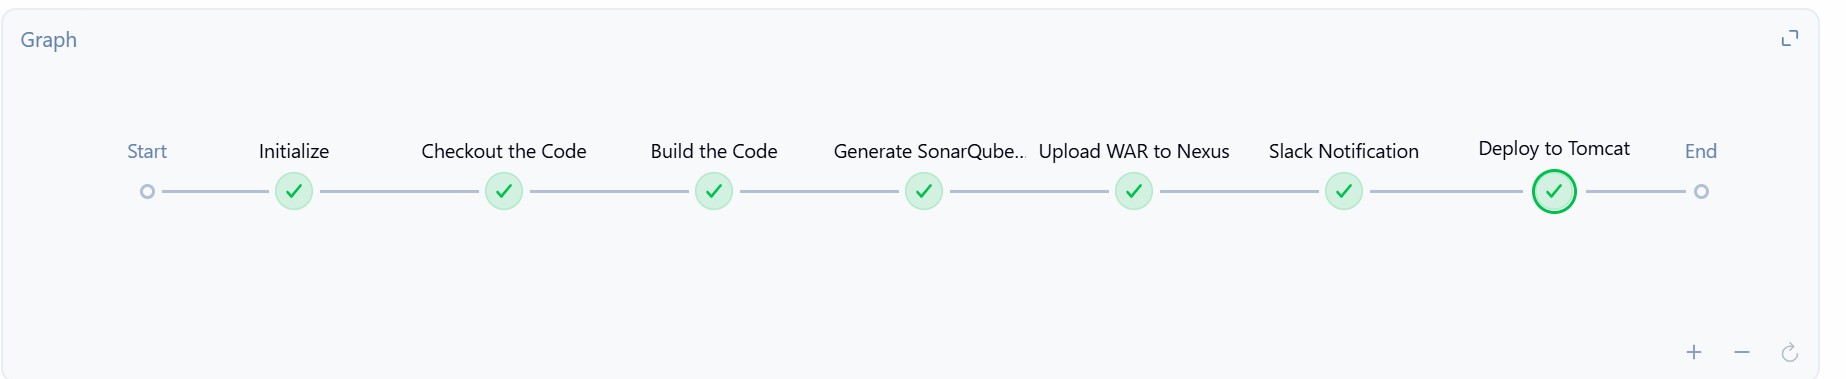 Graph
Start
Initialize
Checkout the Code
Build the Code
Generate SonarQube...
Upload WAR to Nexus
Slack Notification
Deploy to Tomcat
End